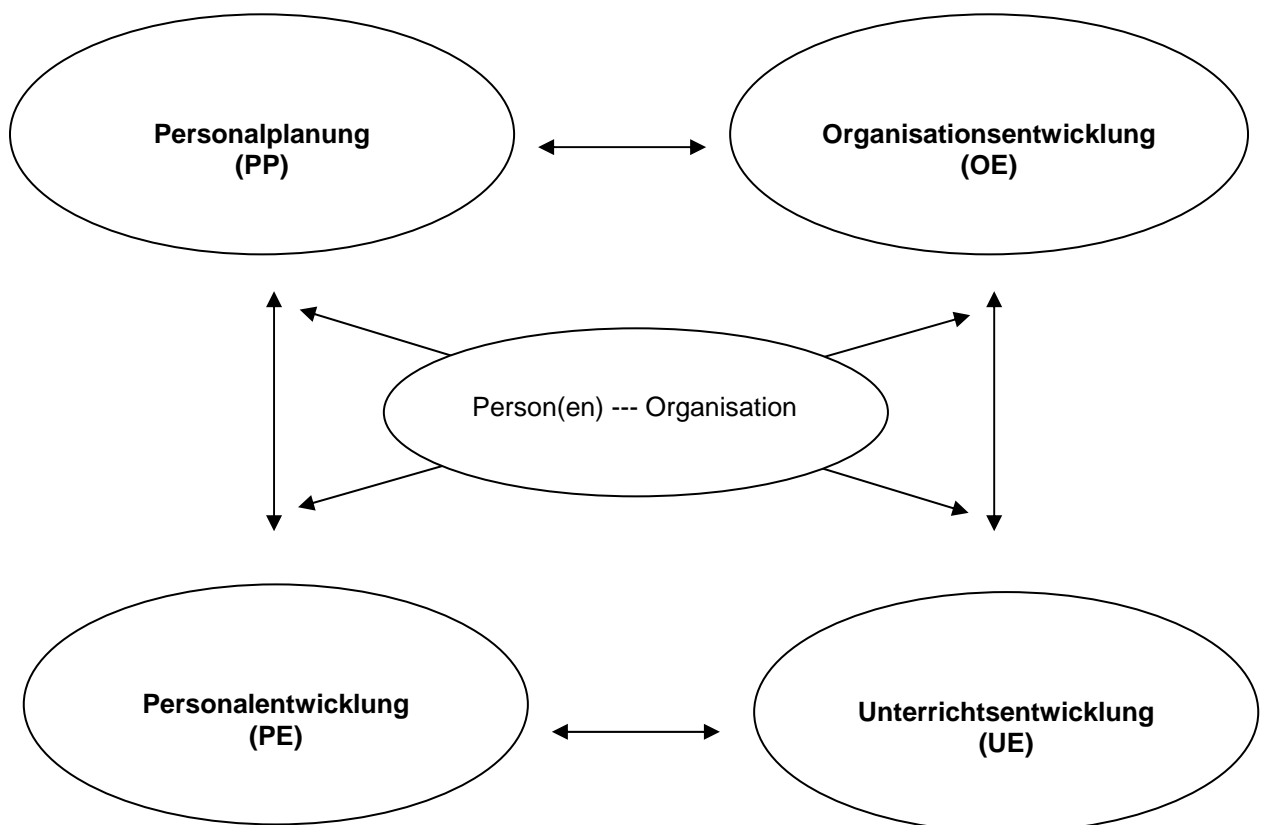 Personalplanung
(PP)
Organisationsentwicklung
(OE)
Person(en) --- Organisation
Personalentwicklung
(PE)
Unterrichtsentwicklung
(UE)